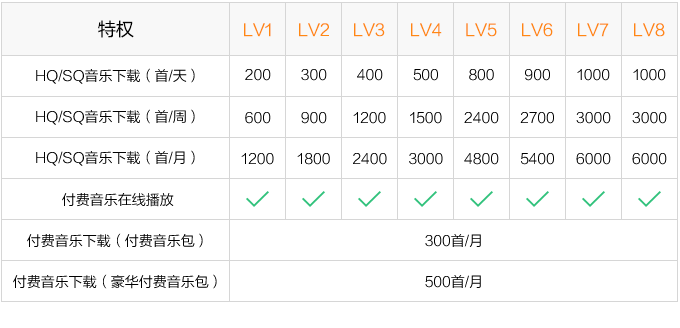 特权 LV1 LV2 LV3 LV4 LV5 LV6 LV7 LV8
HQ/SQ音乐下载（首/天） 200 300 400 500 800 900 1000 1000
HQ/SQ音乐下载（首/周） 600 900 1200 1500 2400 2700 3000 3000
HQ/SQ音乐下载（首/月） 1200 1800 2400 3000 4800 5400 6000 6000
付费音乐在线播放
付费音乐下载（付费音乐包） 300首/月
付费音乐下载（豪华付费音乐包） 500首/月